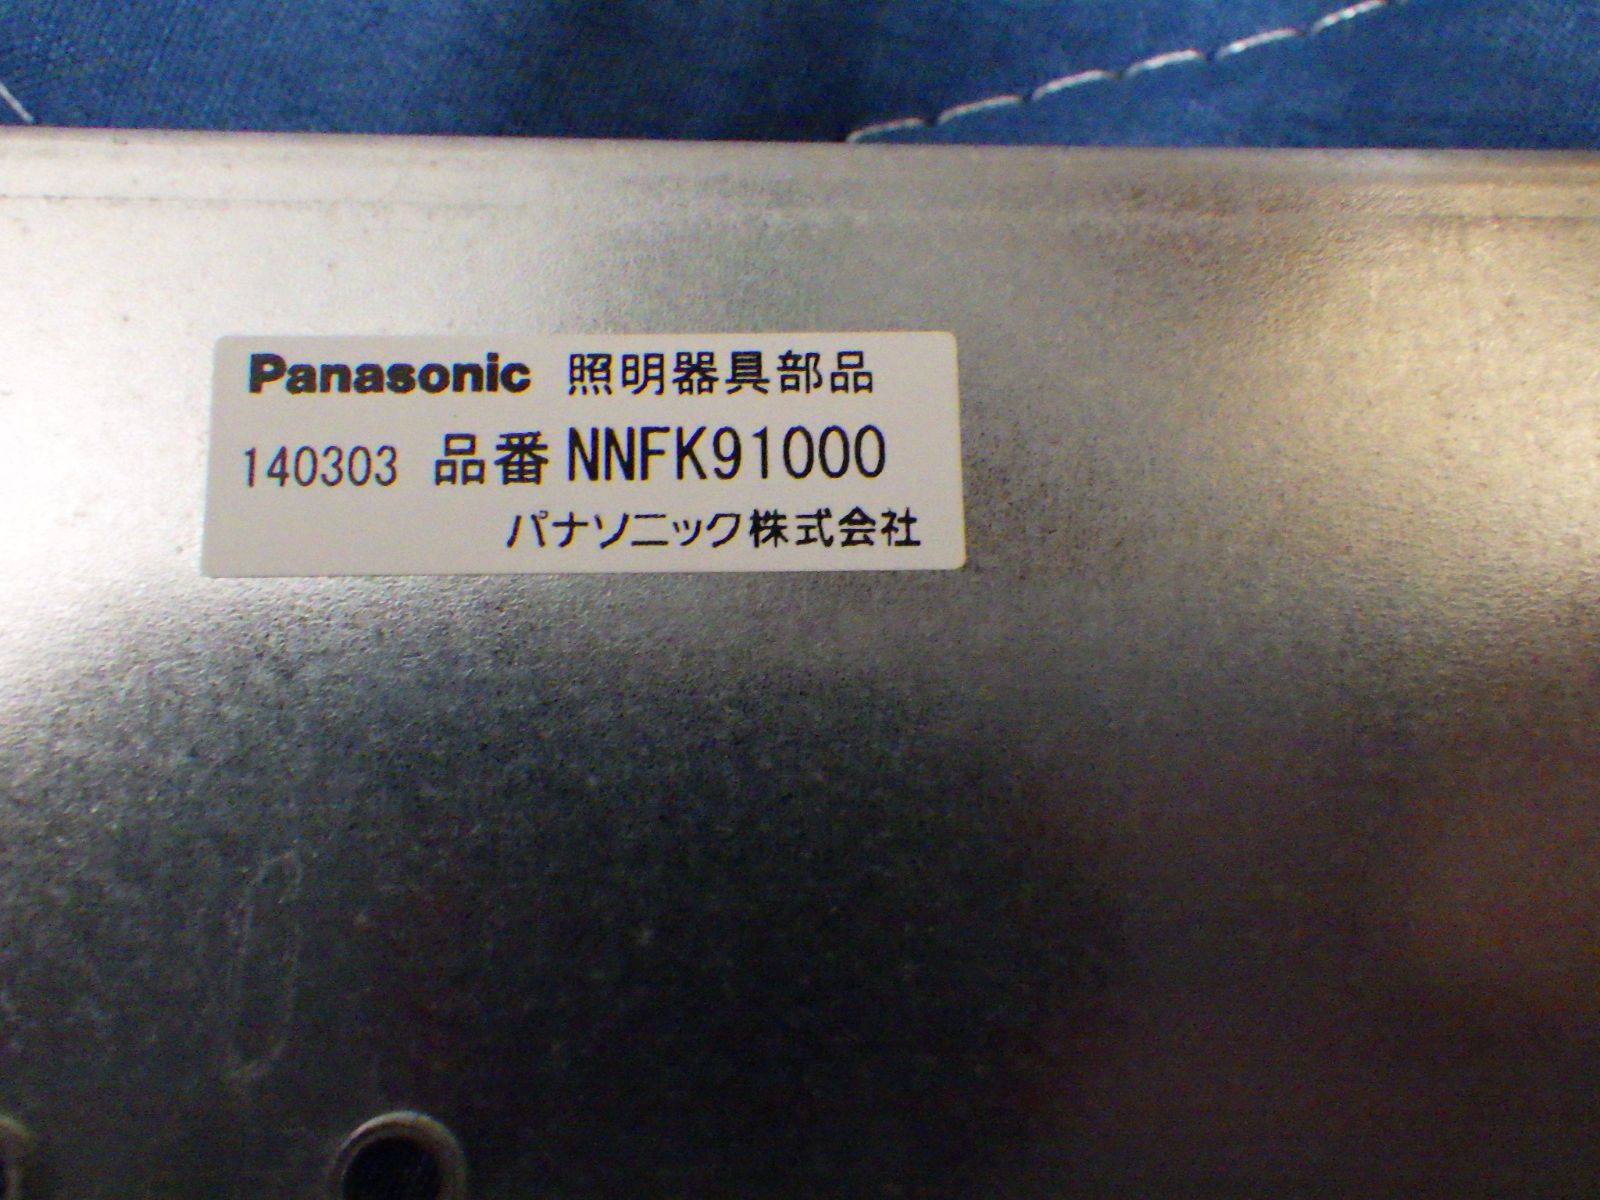 Panasonic 照明器具部品
140303 品番 NNFK91000
パナソニック株式会社